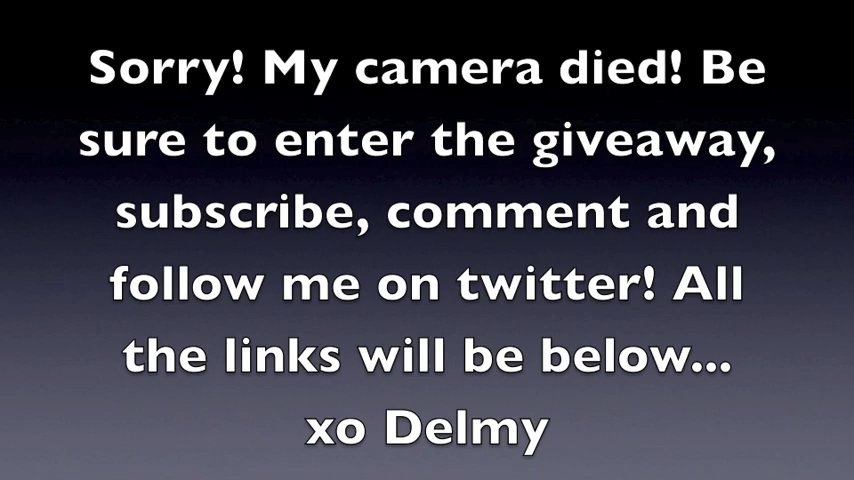 Sorry! My camera died! Be
sure to enter the giveaway,
subscribe, comment and
follow me on twitter! All
the links will be below...
xo Delmy